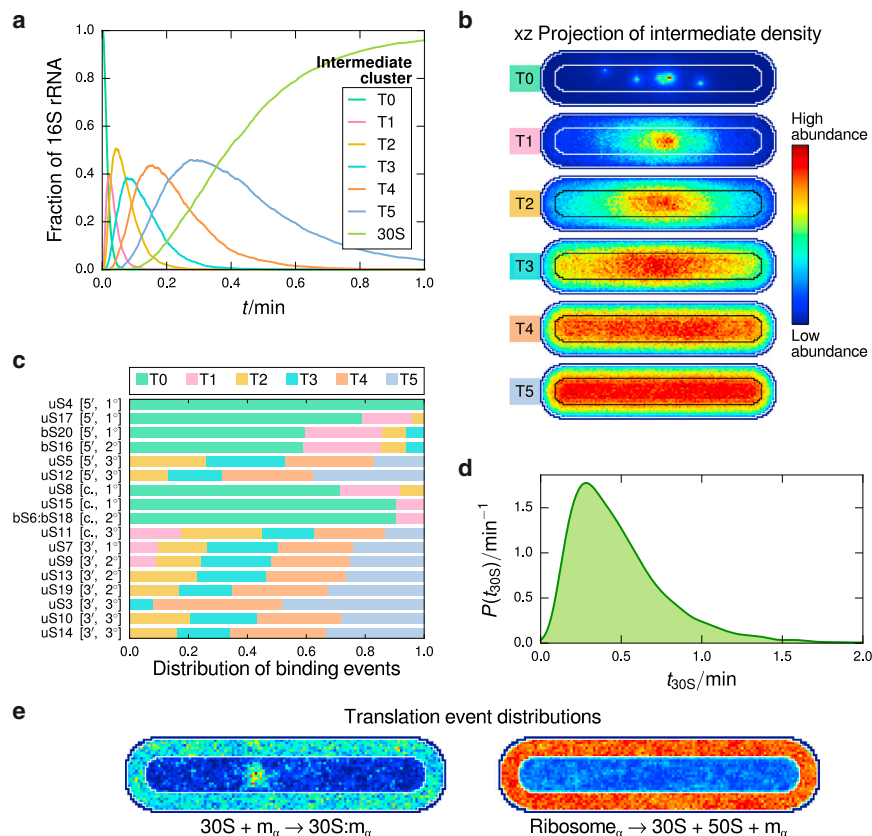 a
Fraction of 16S rRNA
1.0
0.8
0.6
0.4
0.2
0.0
0.0 0.2 0.4 0.6 0.8 1.0
t/min
Intermediate
cluster
T0
T1
T2
T3
T4
T5
30S
b
xz Projection of intermediate density
T0
T1
T2
T3
T4
T5
High
abundance
Low
abundance
c
T0 T1 T2 T3 T4 T5
uS4 [5′, 1°]
uS17 [5′, 1°]
bS20 [5′, 1°]
bS16 [5′, 2°]
uS5 [5′, 3°]
uS12 [5′, 3°]
uS8 [c., 1°]
uS15 [c., 1°]
bS6:bS18 [c., 2°]
uS11 [c., 3°]
uS7 [3′, 1°]
uS9 [3′, 2°]
uS13 [3′, 2°]
uS19 [3′, 2°]
uS3 [3′, 3°]
uS10 [3′, 3°]
uS14 [3′, 3°]
0.0 0.2 0.4 0.6 0.8 1.0
Distribution of binding events
d
P(t30S)/min−1
1.5
1.0
0.5
0.0
0.0 0.5 1.0 1.5 2.0
t30S/min
e
Translation event distributions
30S + mα → 30S:mα
Ribosomeα → 30S + 50S + mα